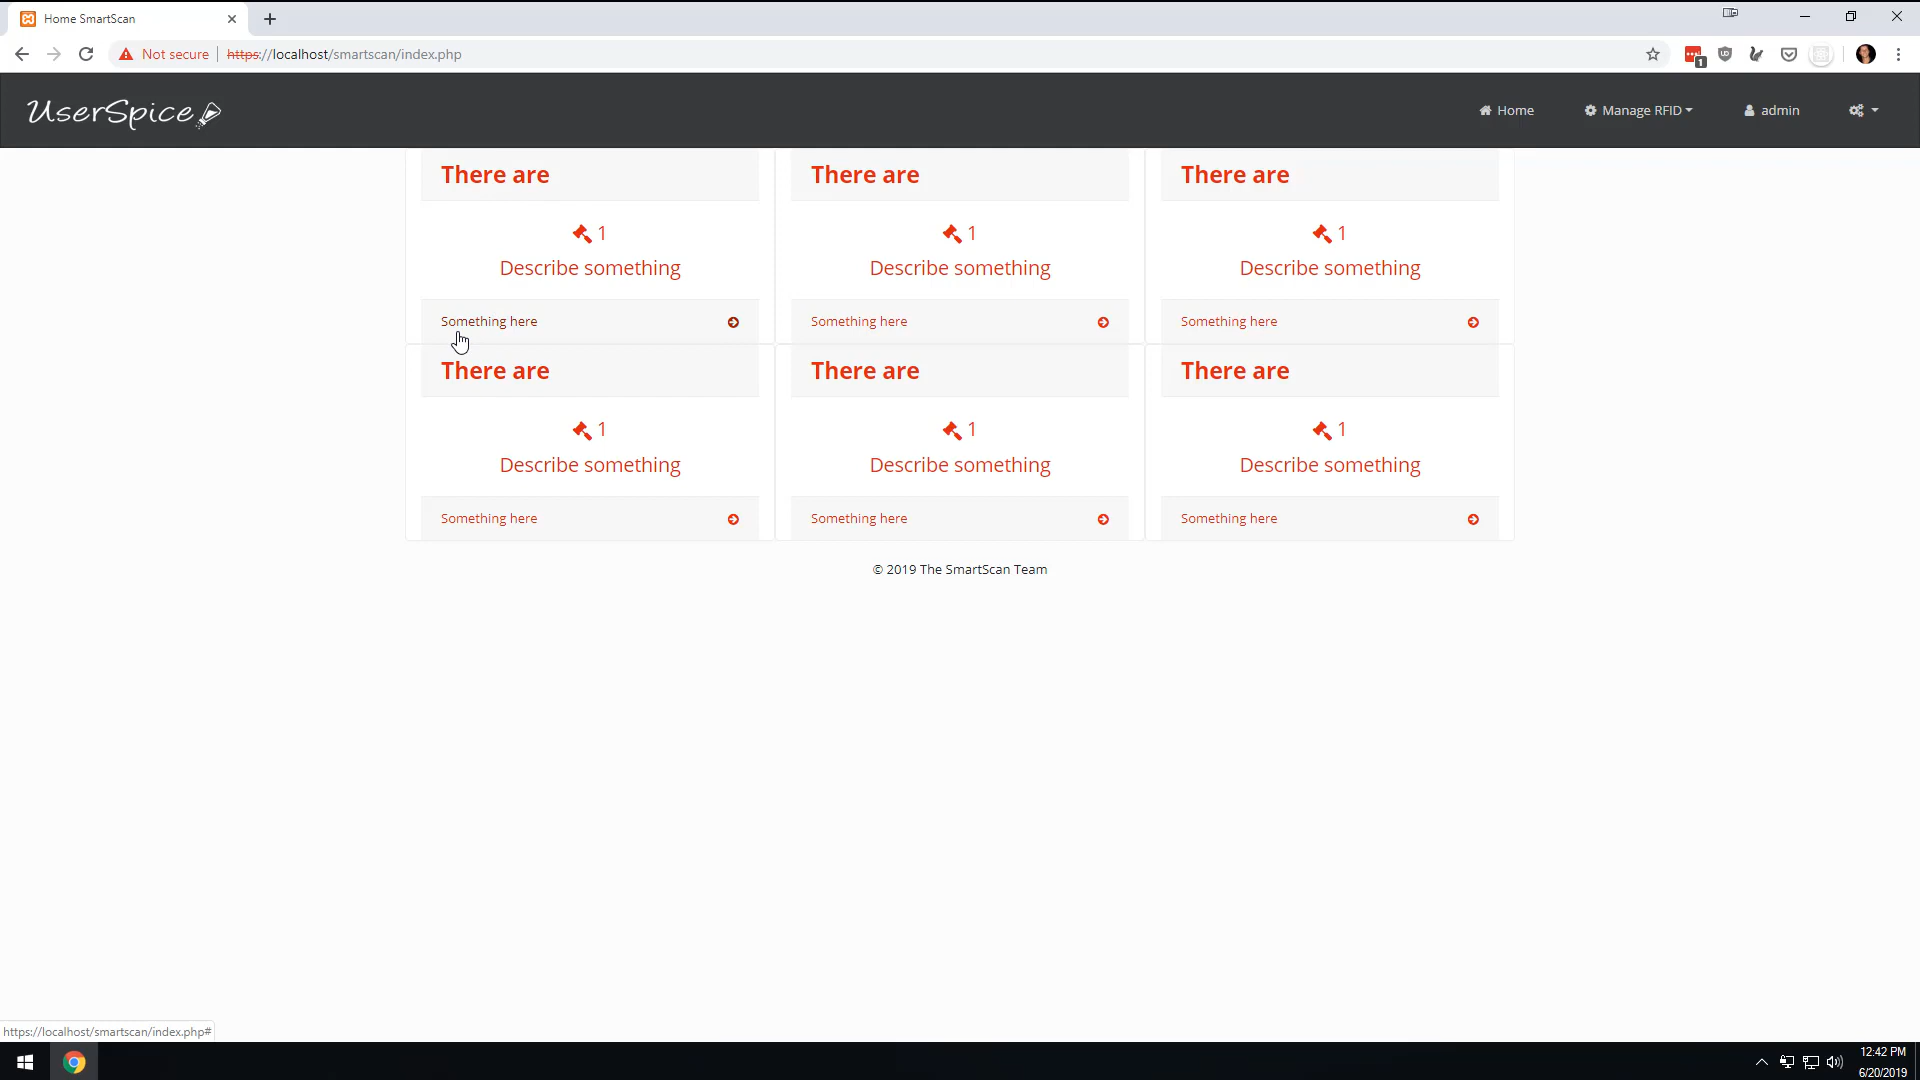 Home SmartScan
Not secure
https://localhost/smartscan/index.php
1
UserSpice
Home
Manage RFID
admin
There are
There are
There are
1
1
1
Describe something
Describe something
Describe something
Something here
Something here
Something here
There are
There are
There are
1
1
1
Describe something
Describe something
Describe something
Something here
Something here
Something here
© 2019 The SmartScan Team
https://localhost/smartscan/index.php#
12:42 PM
6/20/2019